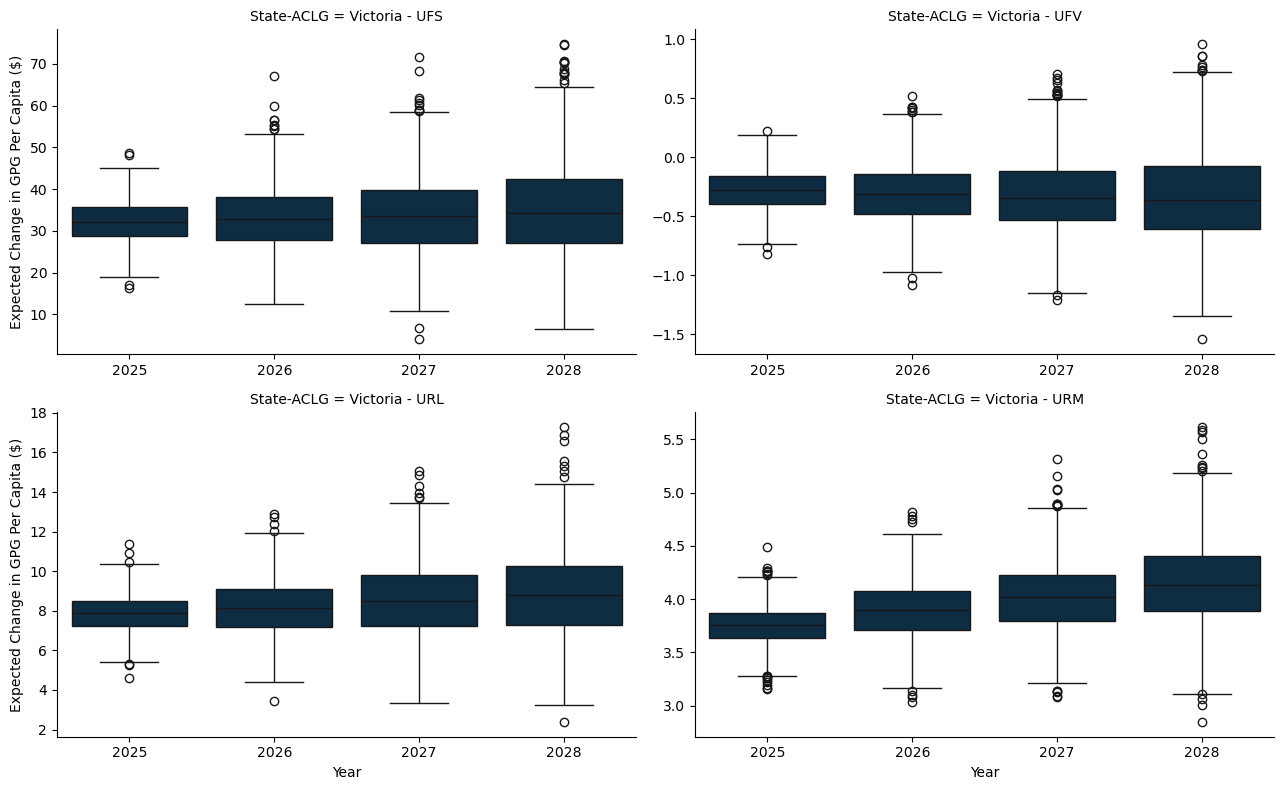 State-ACLG = Victoria - UFS
Expected Change in GPG Per Capita ($)
70
60
50
40
30
20
10
2025 2026 2027 2028
State-ACLG = Victoria - UFV
1.0
0.5
0.0
−0.5
−1.0
−1.5
2025 2026 2027 2028
State-ACLG = Victoria - URL
Expected Change in GPG Per Capita ($)
18
16
14
12
10
8
6
4
2
2025 2026 2027 2028
Year
State-ACLG = Victoria - URM
5.5
5.0
4.5
4.0
3.5
3.0
2025 2026 2027 2028
Year